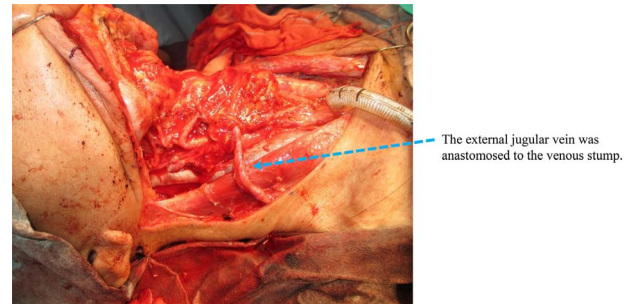 The external jugular vein was
anastomosed to the venous stump.